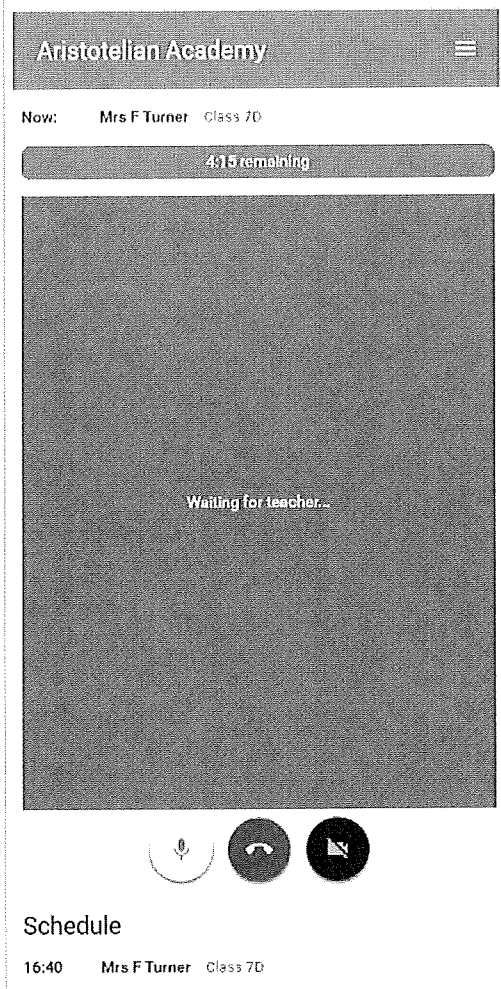 Aristotelian Academy
Now: Mrs F Turner Class 7D
4:15 remaining
Waiting for teacher...
Schedule
16:40 Mrs F Turner Class 7D